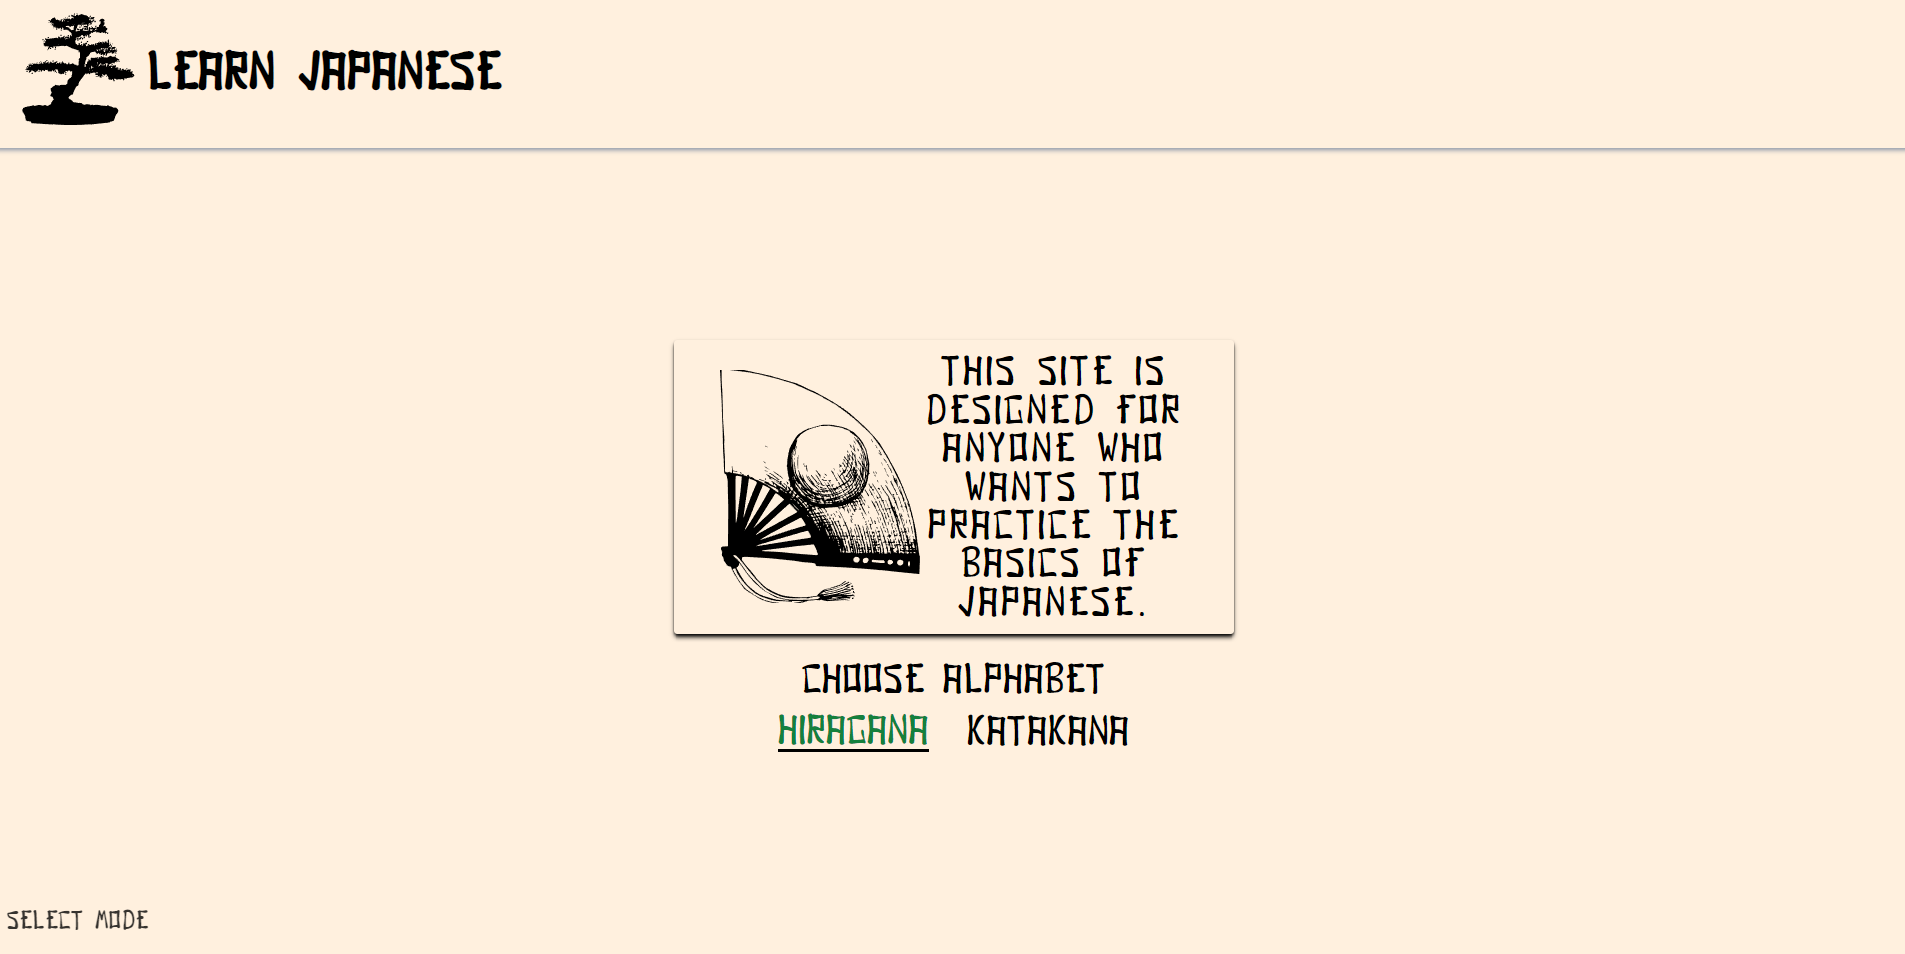 LEARN JAPANESE
THIS SITE IS
DESIGNED FOR
ANYONE WHO
WANTS TO
PRACTICE THE
BASICS OF
JAPANESE.
CHOOSE ALPHABET
HIRAGANA KATAKANA
SELECT MODE